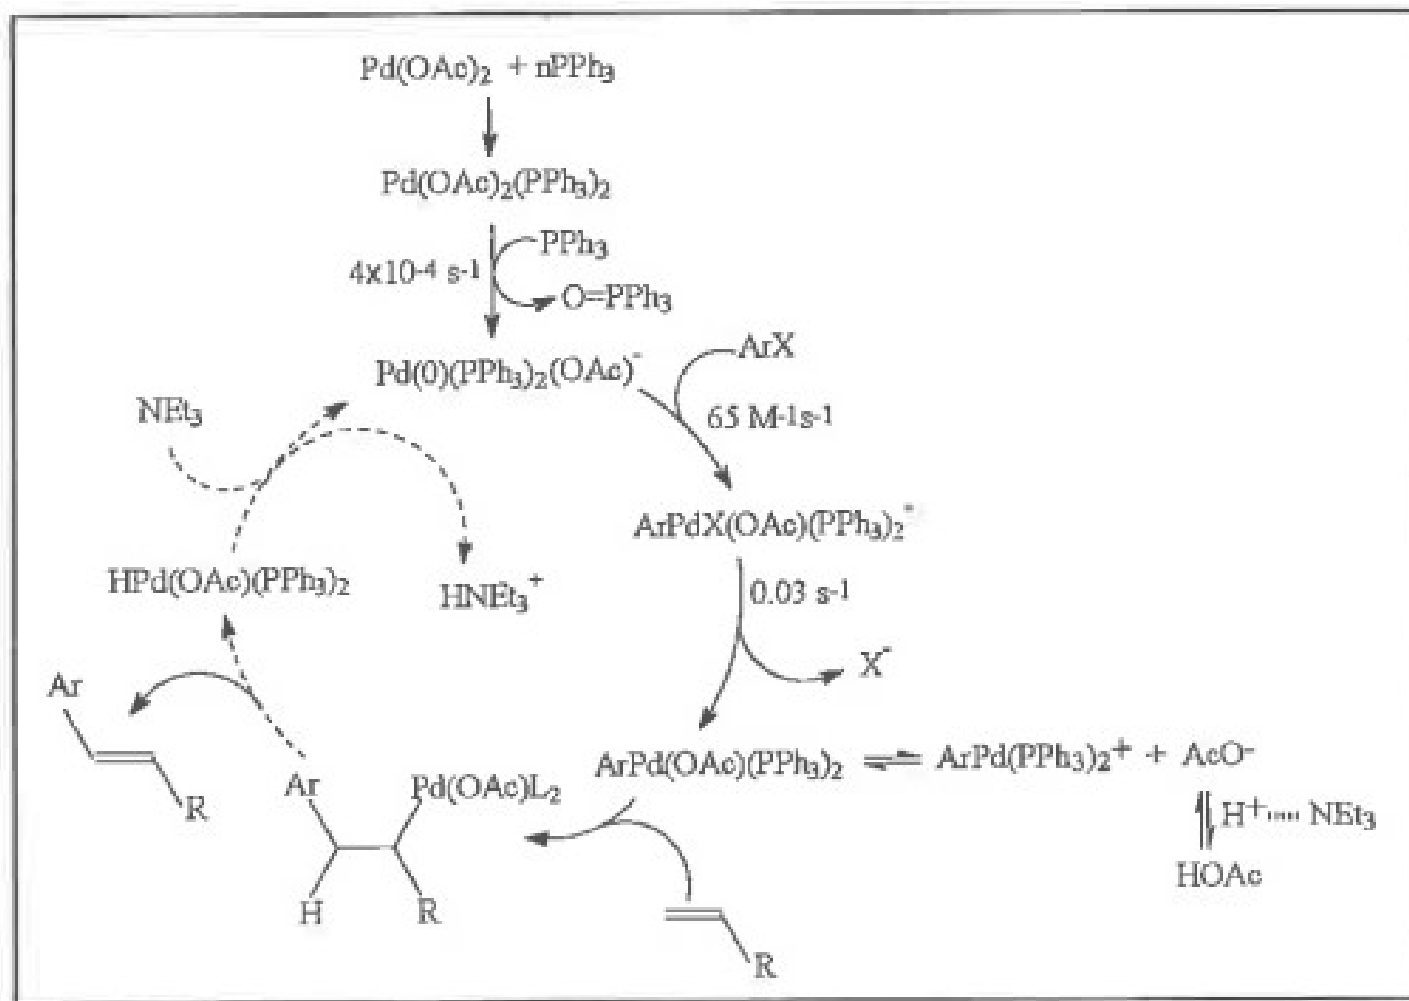 Pd(OAc)₂ + nPPh₃
Pd(OAc)₂(PPh₃)₂
PPh₃
4x10-4 s-1
O=PPh₃
ArX
Pd(0)(PPh₃)₂(OAc)⁻
65 M-1s-1
NEt₃
ArPdX(OAc)(PPh₃)₂⁻
HPd(OAc)(PPh₃)₂
HNEt₃⁺
0.03 s-1
X⁻
Ar
R
ArPd(OAc)(PPh₃)₂ ⇌ ArPd(PPh₃)₂+ + AcO-
Ar
Pd(OAc)L₂
H+····· NEt₃
HOAc
H
R
R